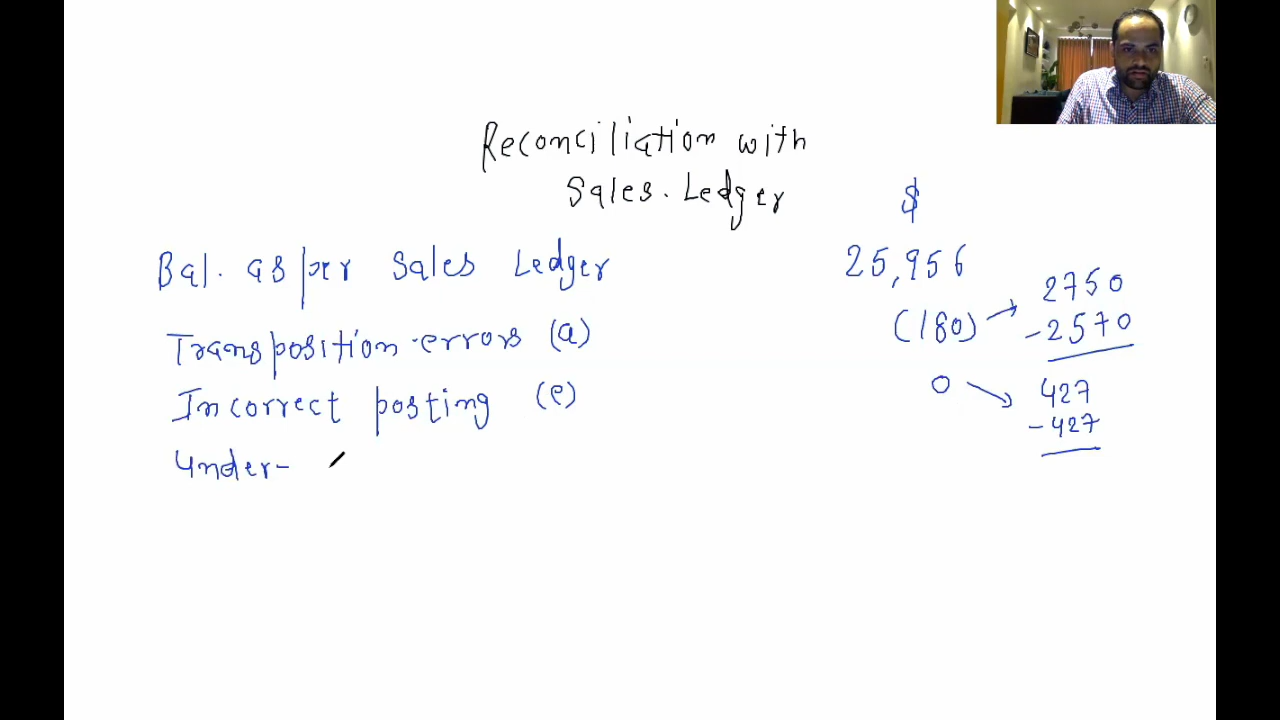 Reconciliation with
Sales. Ledger
$
Bal. as per Sales Ledger 25,956
Transposition errors (a) (180) 2750
-2570
Incorrect posting (e) 0 427
-427
Under-